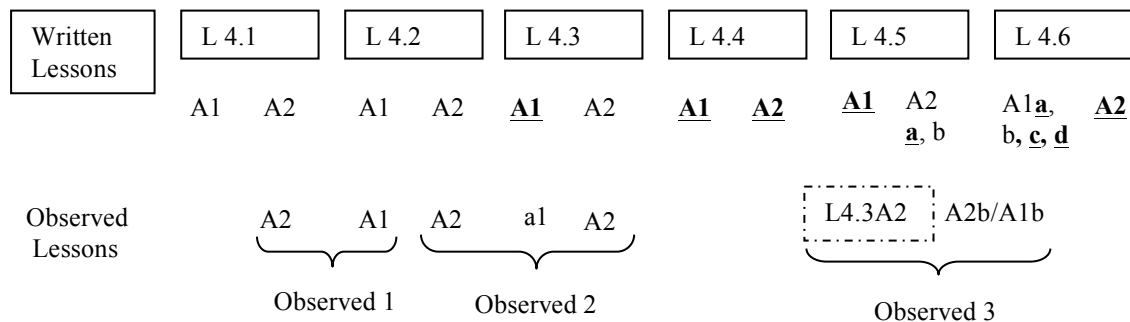 Written Lessons
L 4.1 L 4.2 L 4.3 L 4.4 L 4.5 L 4.6
A1 A2 A1 A2 A1 A2 A1 A2 A1 A2 A1a, A2
a, b b, c, d
Observed Lessons
A2 A1 A2 a1 A2 L4.3A2 A2b/A1b
Observed 1 Observed 2 Observed 3